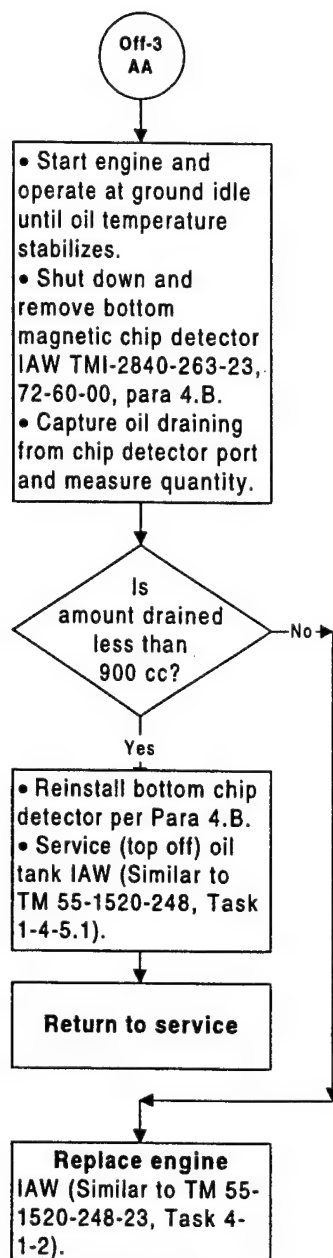 Off-3
AA
• Start engine and
operate at ground idle
until oil temperature
stabilizes.
• Shut down and
remove bottom
magnetic chip detector
IAW TMI-2840-263-23,
72-60-00, para 4.B.
• Capture oil draining
from chip detector port
and measure quantity.
Is
amount drained
less than
900 cc?
No
Yes
• Reinstall bottom chip
detector per Para 4.B.
• Service (top off) oil
tank IAW (Similar to
TM 55-1520-248, Task
1-4-5.1).
Return to service
Replace engine
IAW (Similar to TM 55-
1520-248-23, Task 4-
1-2).